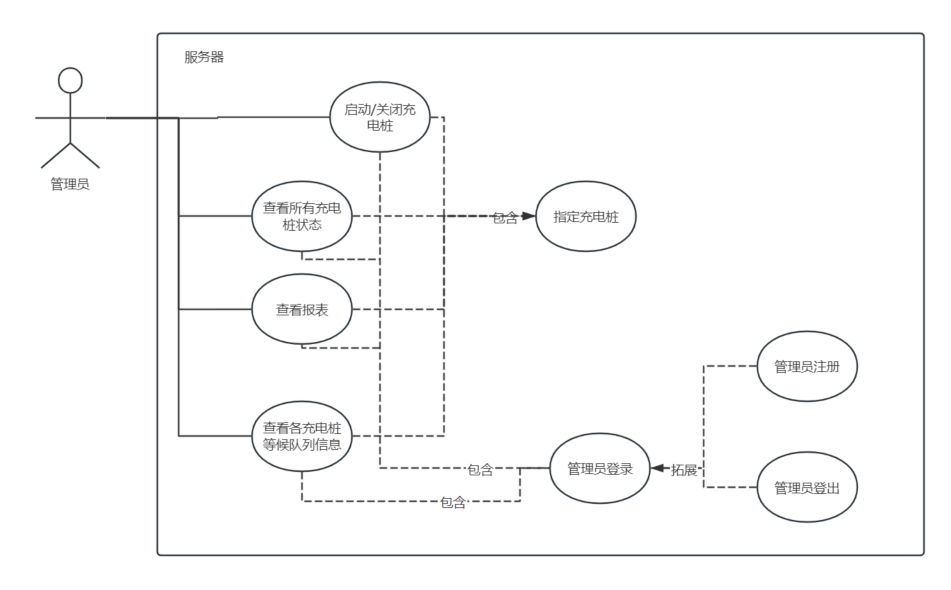 服务器
启动/关闭充
电桩
管理员
查看所有充电
桩状态
包含
指定充电桩
查看报表
管理员注册
查看各充电桩
等候队列信息
包含
管理员登录
拓展
管理员登出
包含